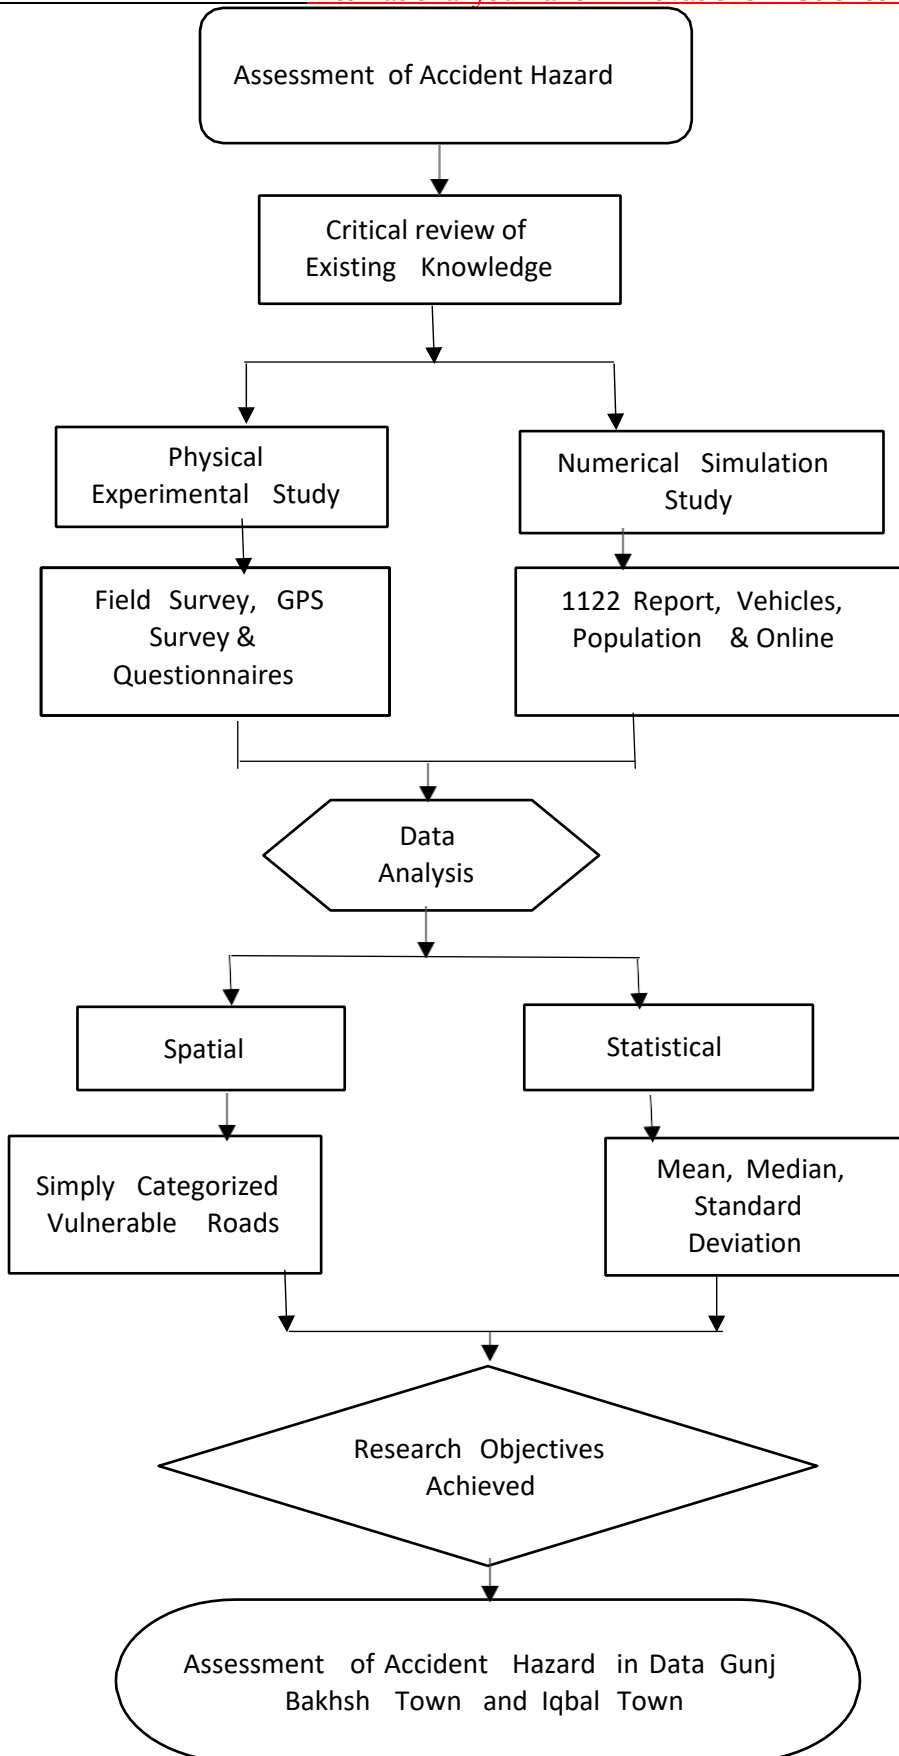 Assessment of Accident Hazard
Critical review of
Existing Knowledge
Physical
Experimental Study
Numerical Simulation
Study
Field Survey, GPS
Survey &
Questionnaires
1122 Report, Vehicles,
Population & Online
Data
Analysis
Spatial
Statistical
Simply Categorized
Vulnerable Roads
Mean, Median,
Standard
Deviation
Research Objectives
Achieved
Assessment of Accident Hazard in Data Gunj
Bakhsh Town and Iqbal Town